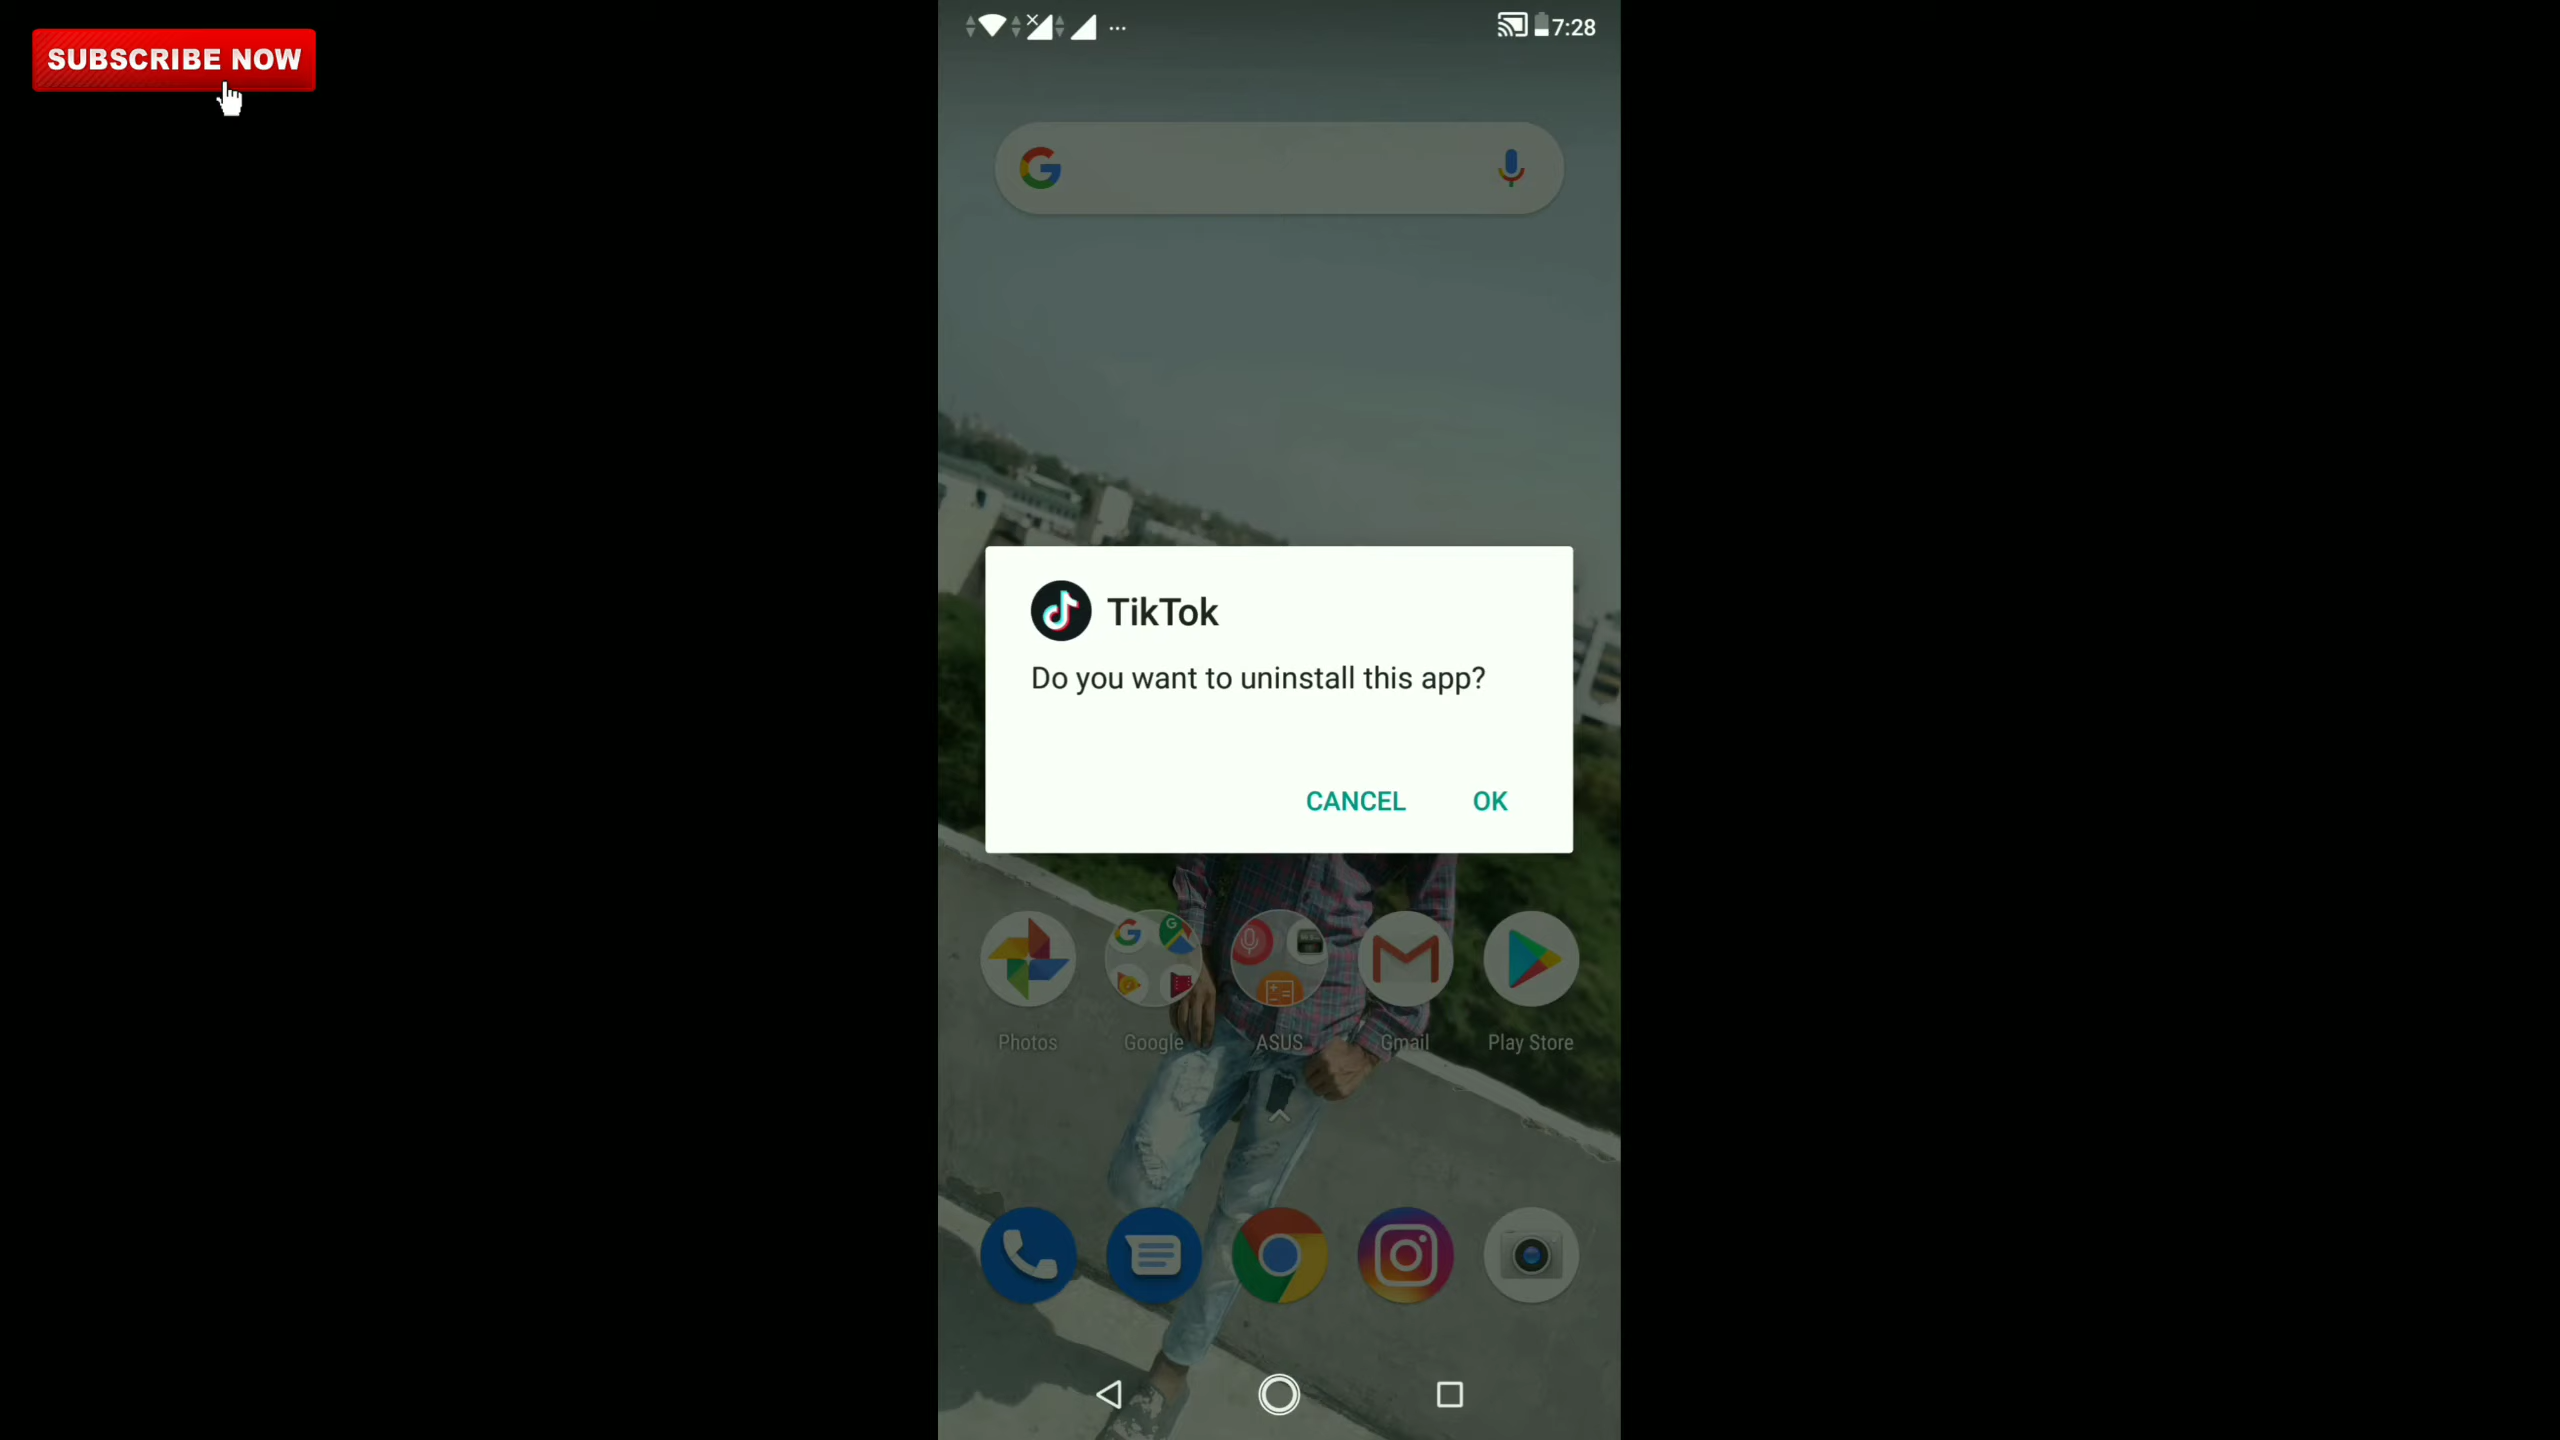 SUBSCRIBE NOW
7:28
TikTok
Do you want to uninstall this app?
CANCEL OK
Photos Google ASUS Gmail Play Store